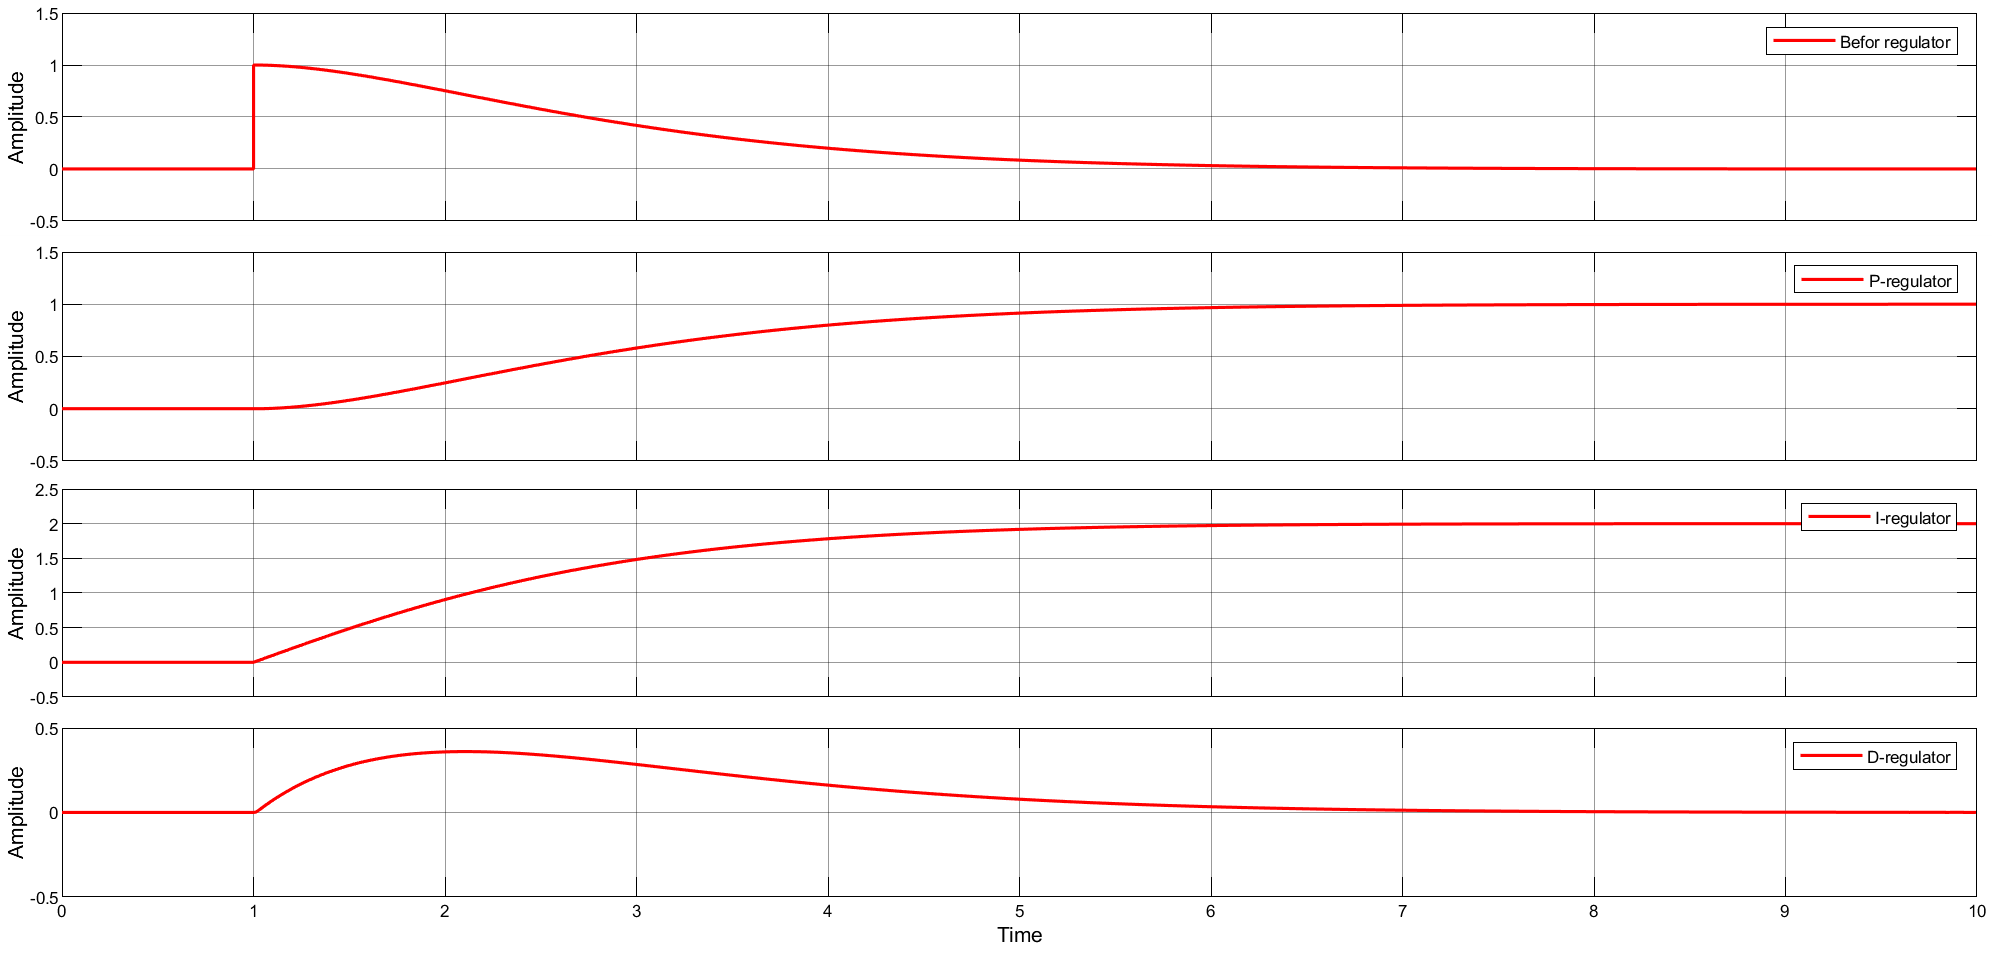 1.5
1
0.5
0
-0.5
Amplitude
Befor regulator
1.5
1
0.5
0
-0.5
Amplitude
P-regulator
2.5
2
1.5
1
0.5
0
-0.5
Amplitude
I-regulator
0.5
0
-0.5
Amplitude
D-regulator
0 1 2 3 4 5 6 7 8 9 10
Time